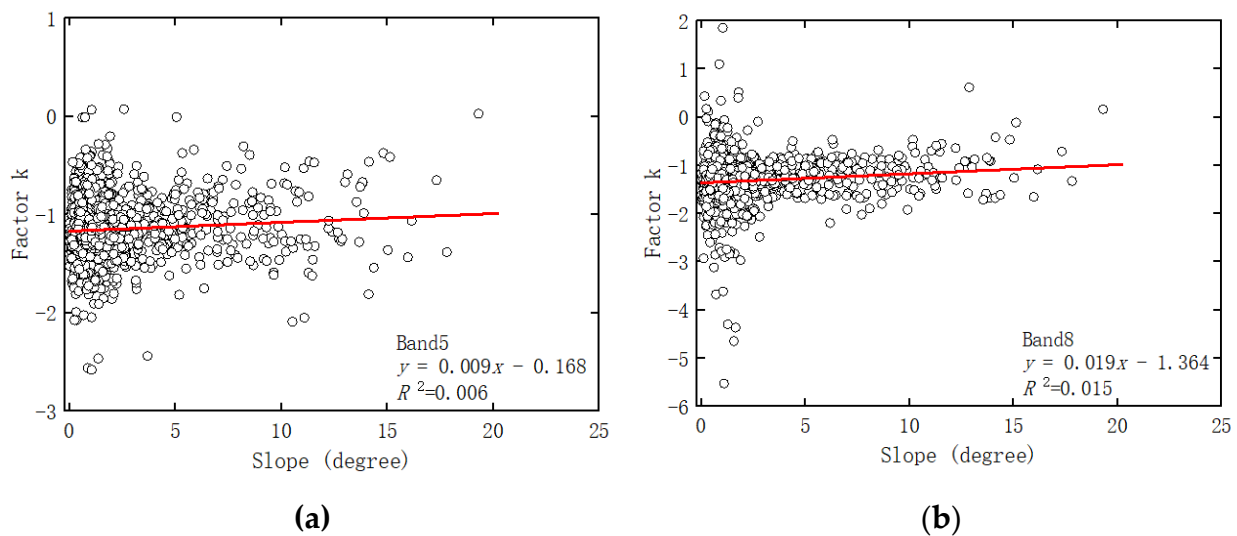 1
0
-1
-2
-3
Factor k
Band5
y = 0.009x - 0.168
R ²=0.006
0 5 10 15 20 25
Slope (degree)
(a)
2
1
0
-1
-2
-3
-4
-5
-6
Factor k
Band8
y = 0.019x - 1.364
R ²=0.015
0 5 10 15 20 25
Slope (degree)
(b)